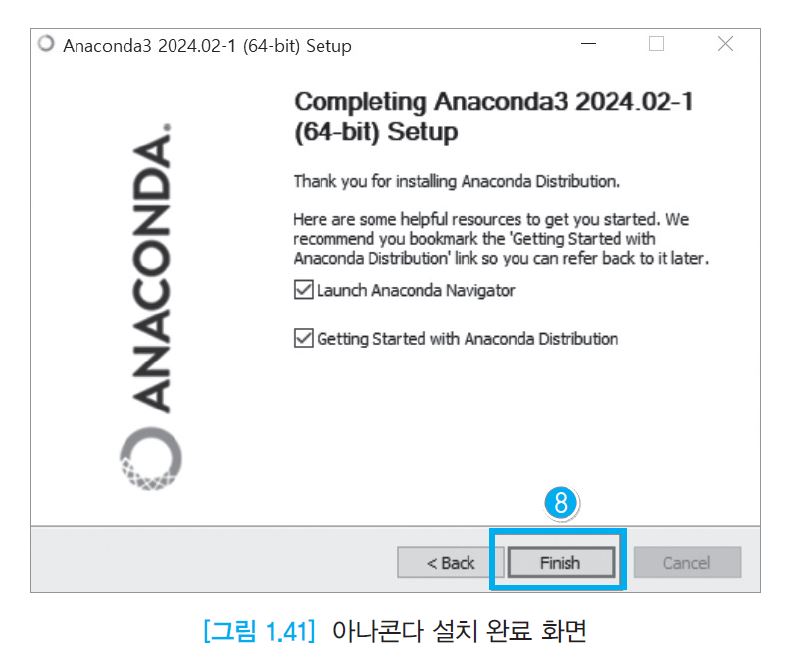 Anaconda3 2024.02-1 (64-bit) Setup
Completing Anaconda3 2024.02-1
(64-bit) Setup
Thank you for installing Anaconda Distribution.
Here are some helpful resources to get you started. We
recommend you bookmark the 'Getting Started with
Anaconda Distribution' link so you can refer back to it later.
Launch Anaconda Navigator
Getting Started with Anaconda Distribution
ANACONDA.
8
< Back
Finish
Cancel
[그림 1.41] 아나콘다 설치 완료 화면